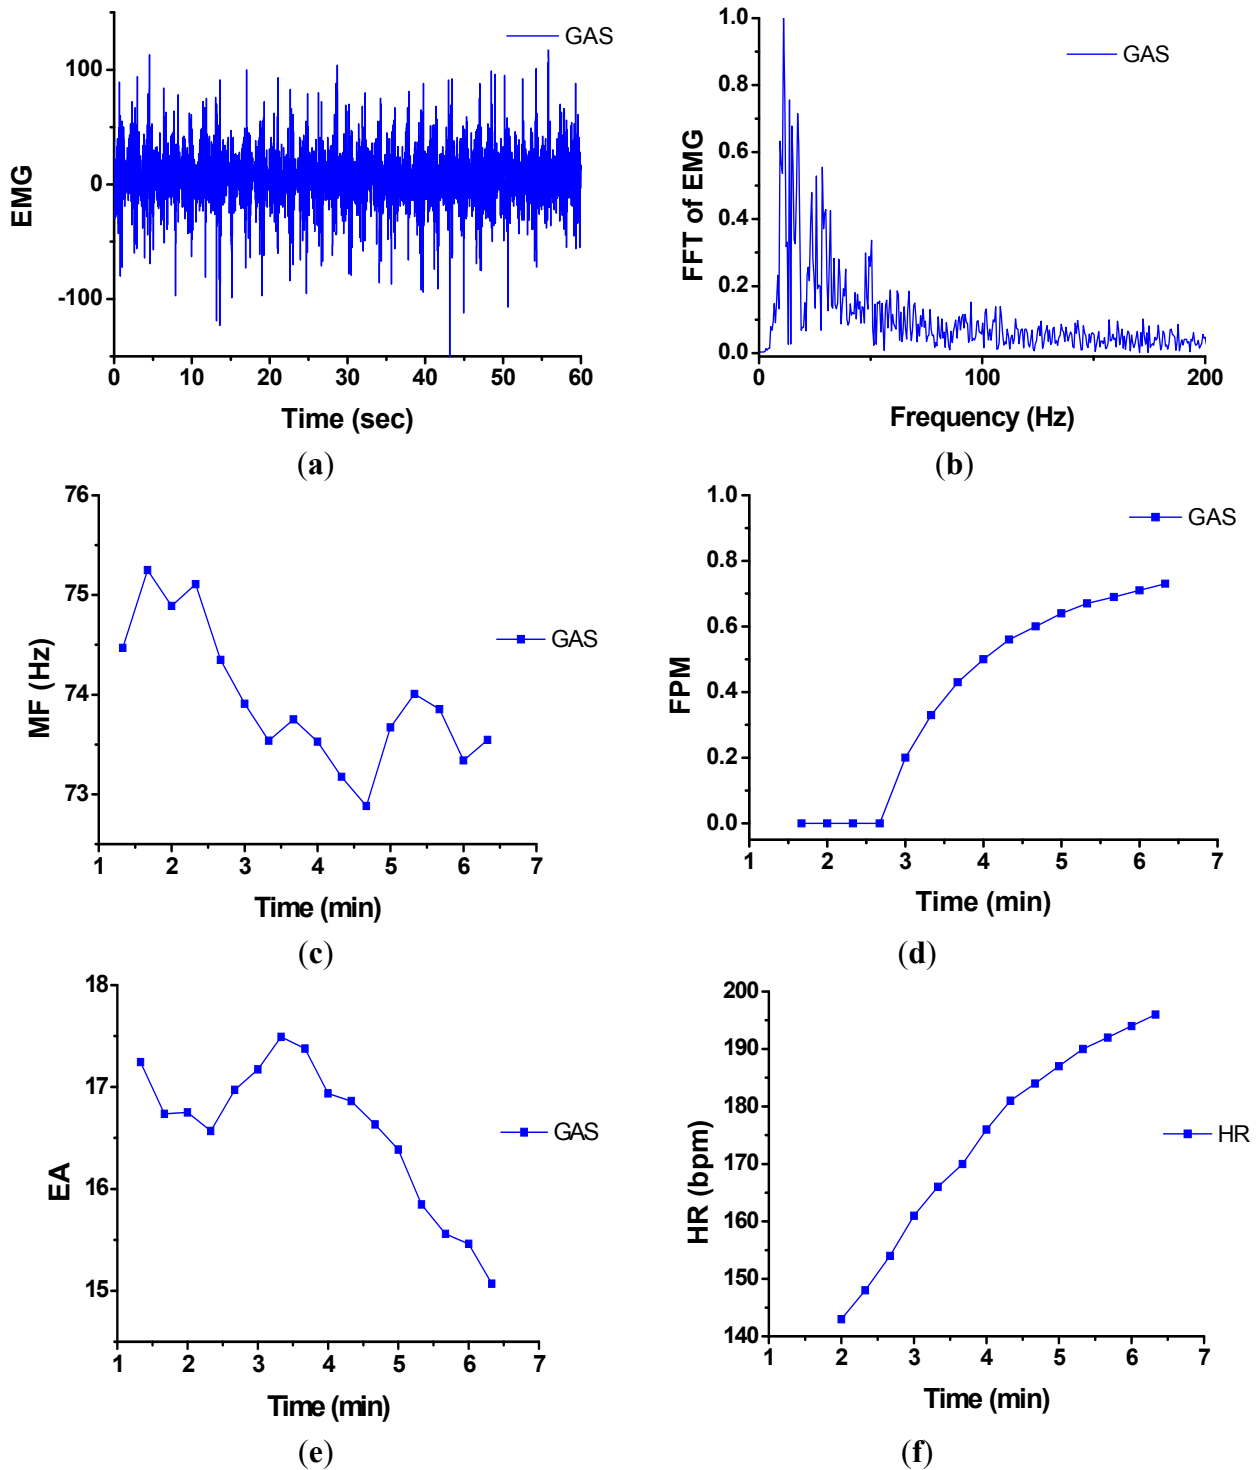 GAS
100
0
-100
EMG
0 10 20 30 40 50 60
Time (sec)
(a)
GAS
1.0
0.8
0.6
0.4
0.2
0.0
FFT of EMG
0 100 200
Frequency (Hz)
(b)
76
75
74
73
MF (Hz)
GAS
1 2 3 4 5 6 7
Time (min)
(c)
1.0
0.8
0.6
0.4
0.2
0.0
FPM
GAS
1 2 3 4 5 6 7
Time (min)
(d)
18
17
16
15
EA
GAS
1 2 3 4 5 6 7
Time (min)
(e)
200
190
180
170
160
150
140
HR (bpm)
HR
1 2 3 4 5 6 7
Time (min)
(f)